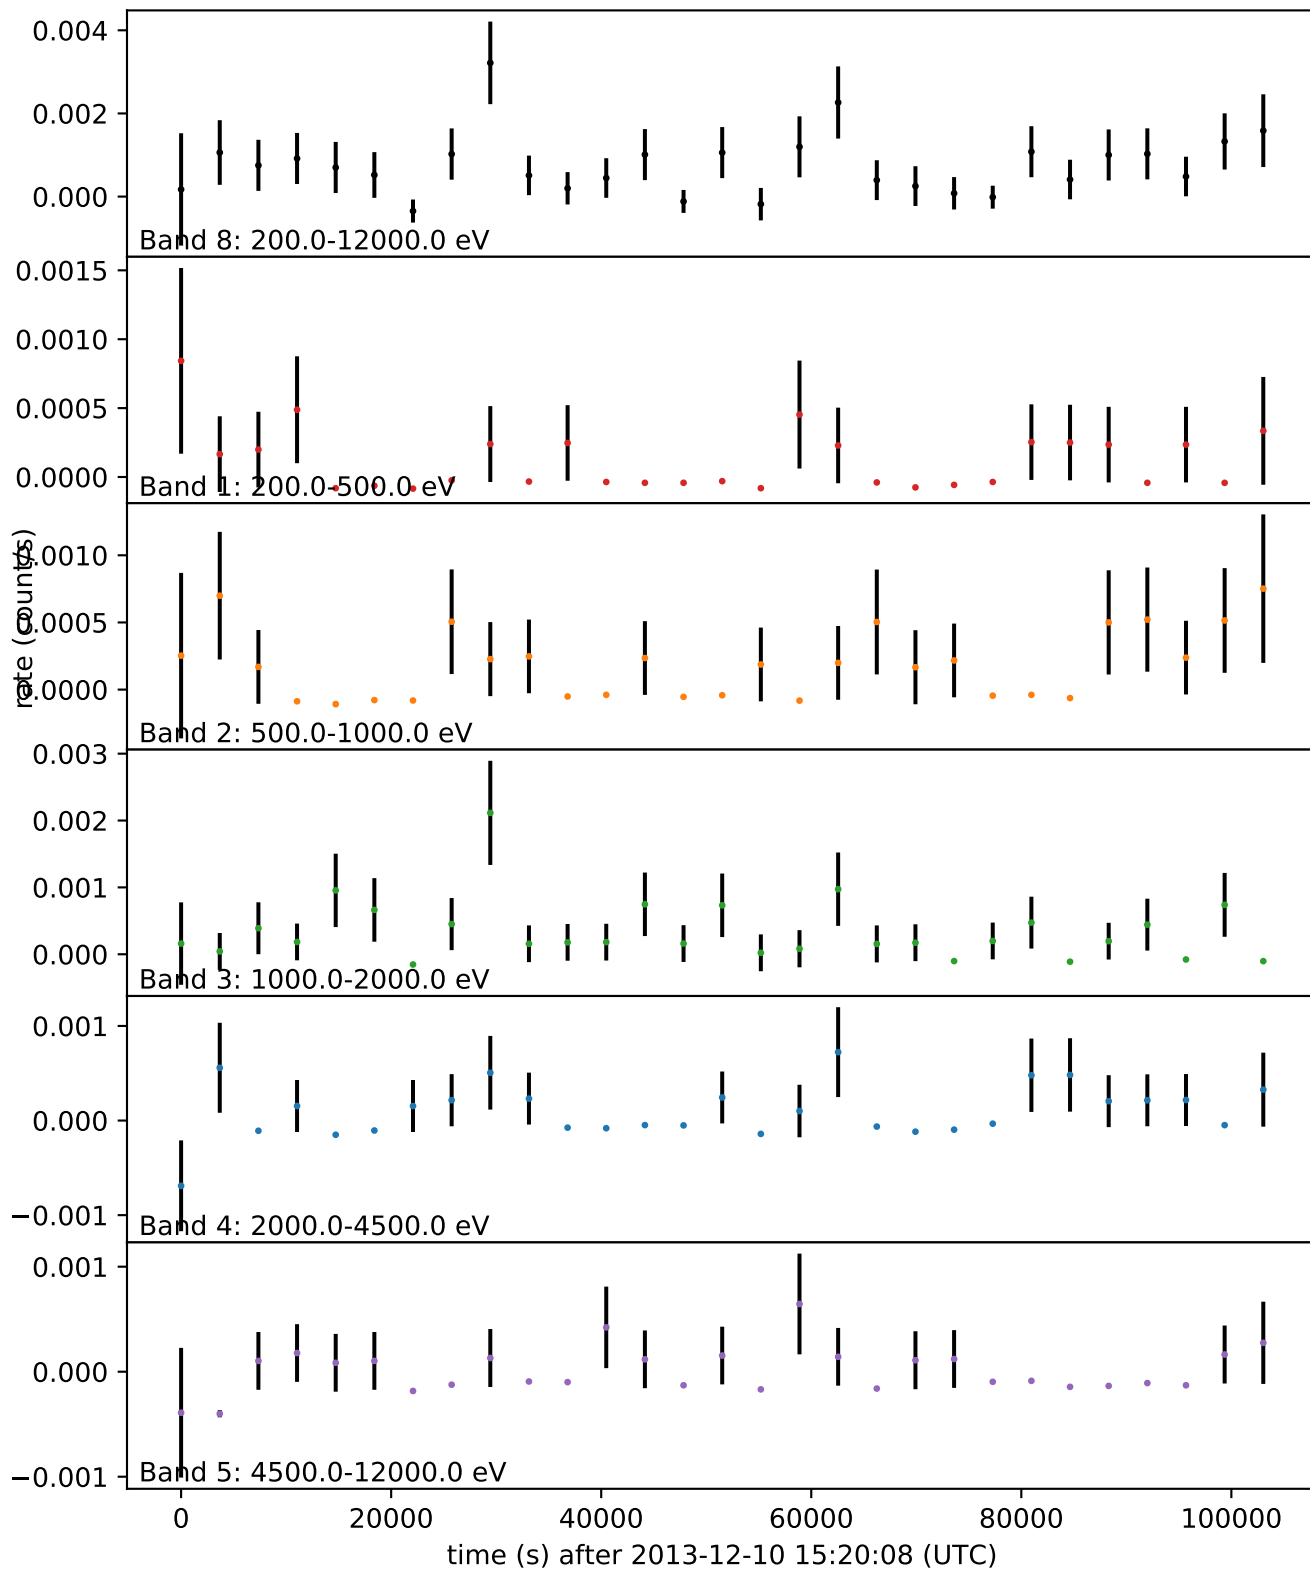 0.004
0.002
0.000
Band 8: 200.0-12000.0 eV
0.0015
0.0010
0.0005
0.0000
Band 1: 200.0-500.0 eV
rate (count/s)
0.0010
0.0005
0.0000
Band 2: 500.0-1000.0 eV
0.003
0.002
0.001
0.000
Band 3: 1000.0-2000.0 eV
0.001
0.000
−0.001
Band 4: 2000.0-4500.0 eV
0.001
0.000
−0.001
Band 5: 4500.0-12000.0 eV
0 20000 40000 60000 80000 100000
time (s) after 2013-12-10 15:20:08 (UTC)